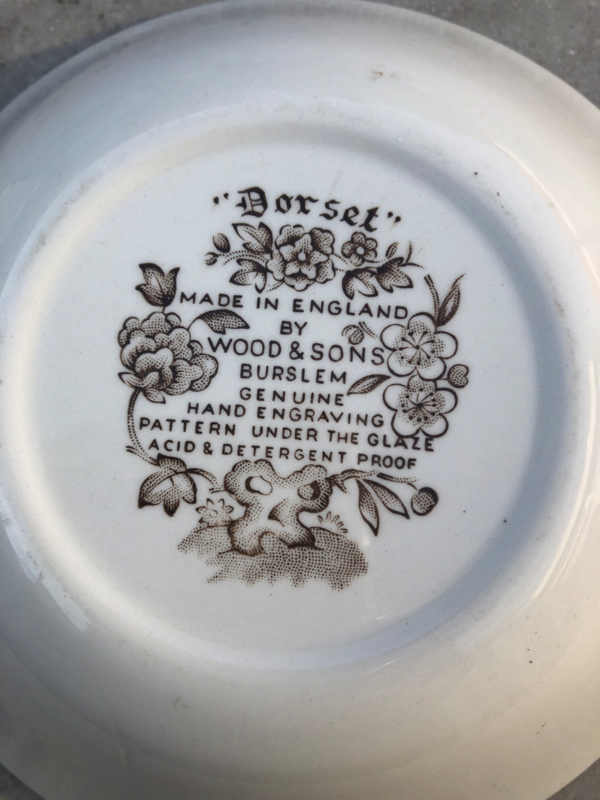 "Dorset"
MADE IN ENGLAND
BY
WOOD & SONS
BURSLEM
GENUINE
HAND ENGRAVING
PATTERN UNDER THE GLAZE
ACID & DETERGENT PROOF